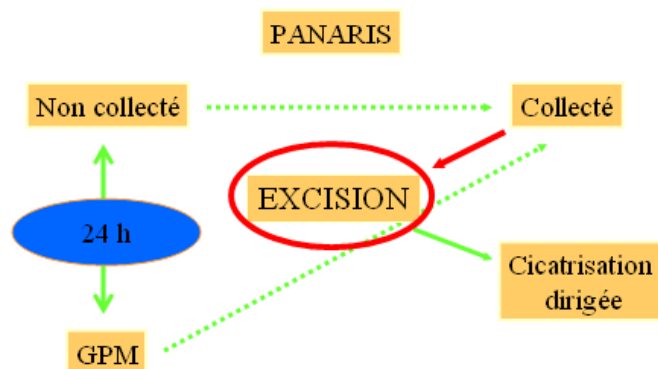 PANARIS
Non collecté
Collecté
EXCISION
24 h
Cicatrisation
dirigée
GPM